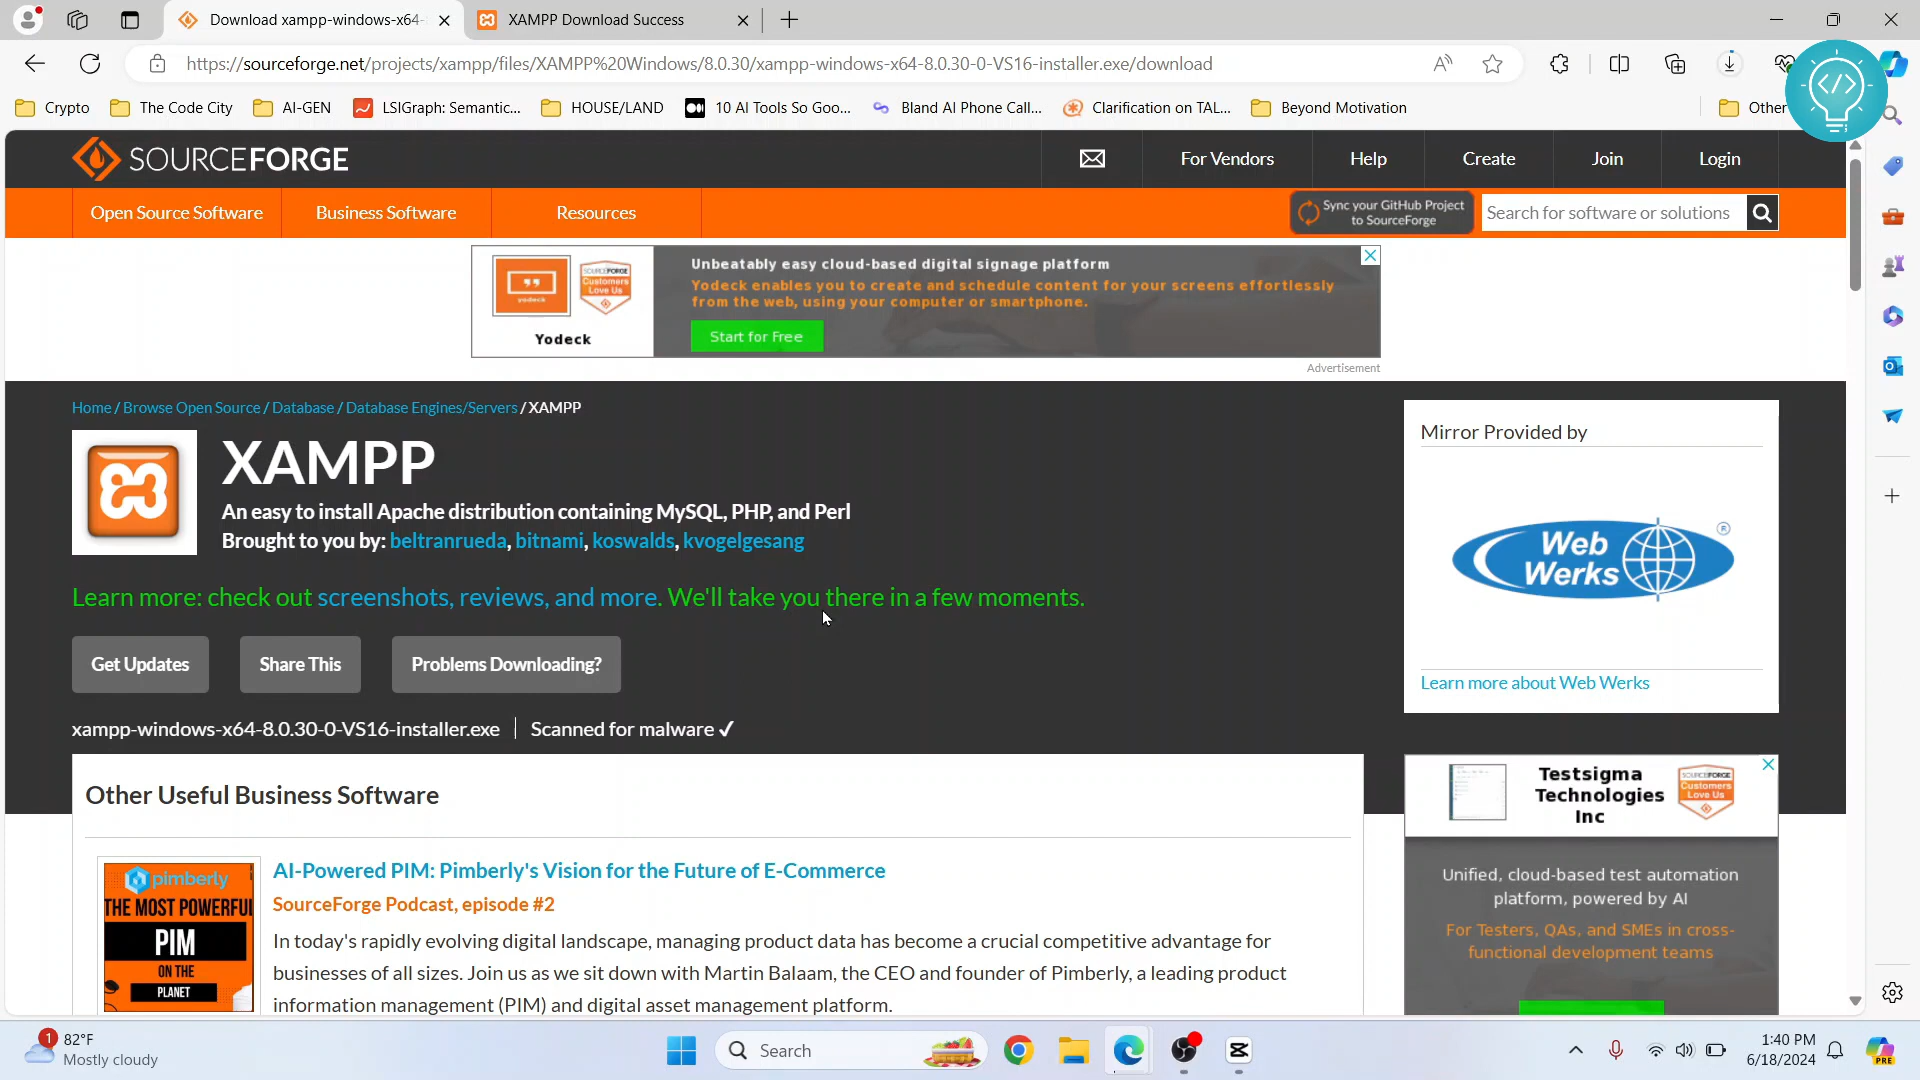 Download xampp-windows-x64-
XAMPP Download Success
https://sourceforge.net/projects/xampp/files/XAMPP%20Windows/8.0.30/xampp-windows-x64-8.0.30-0-VS16-installer.exe/download
Crypto
The Code City
AI-GEN
LSIGraph: Semantic...
HOUSE/LAND
10 AI Tools So Goo...
Bland AI Phone Call...
Clarification on TAL...
Beyond Motivation
Other
SOURCEFORGE
For Vendors
Help
Create
Join
Login
Open Source Software
Business Software
Resources
Sync your GitHub Project
to SourceForge
Search for software or solutions
Yodeck
Unbeatably easy cloud-based digital signage platform
Yodeck enables you to create and schedule content for your screens effortlessly
from the web, using your computer or smartphone.
Start for Free
Advertisement
Home / Browse Open Source / Database / Database Engines/Servers / XAMPP
XAMPP
An easy to install Apache distribution containing MySQL, PHP, and Perl
Brought to you by: beltranrueda, bitnami, koswalds, kvogelgesang
Learn more: check out screenshots, reviews, and more. We'll take you there in a few moments.
Get Updates
Share This
Problems Downloading?
xampp-windows-x64-8.0.30-0-VS16-installer.exe
Scanned for malware ✓
Mirror Provided by
Web
Werks
®
Learn more about Web Werks
Other Useful Business Software
pimberly
THE MOST POWERFUL
PIM
ON THE
PLANET
AI-Powered PIM: Pimberly's Vision for the Future of E-Commerce
SourceForge Podcast, episode #2
In today's rapidly evolving digital landscape, managing product data has become a crucial competitive advantage for
businesses of all sizes. Join us as we sit down with Martin Balaam, the CEO and founder of Pimberly, a leading product
information management (PIM) and digital asset management platform.
Testsigma
Technologies
Inc
SOURCEFORGE
Customers
Love Us
Unified, cloud-based test automation
platform, powered by AI
For Testers, QAs, and SMEs in cross-
functional development teams
1
82°F
Mostly cloudy
Search
1:40 PM
6/18/2024
PRE